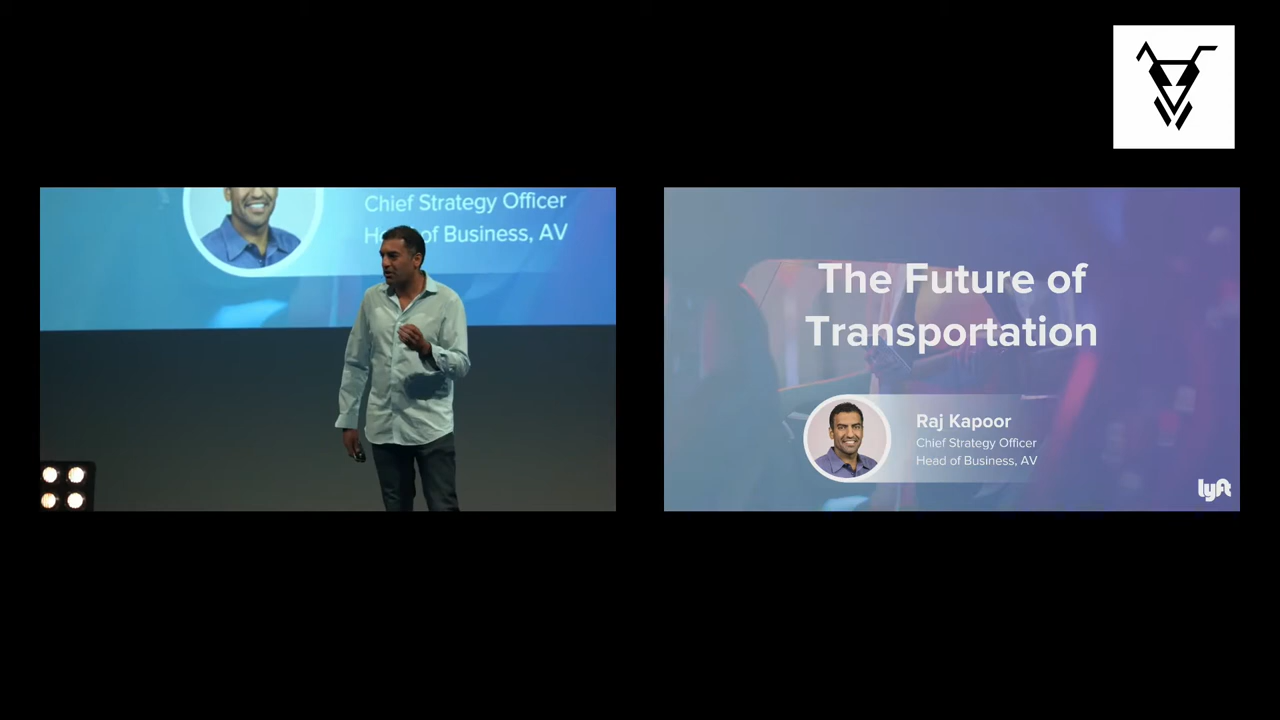 Chief Strategy Officer
Head of Business, AV
The Future of
Transportation
Raj Kapoor
Chief Strategy Officer
Head of Business, AV
lyft